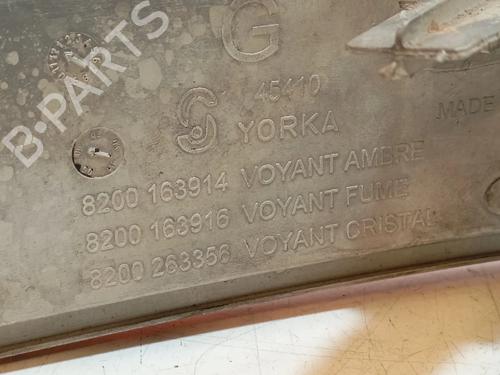 G
45410
YORKA
MADE
8200 163914 VOYANT AMBRE
8200 163916 VOYANT FUME
8200 263356 VOYANT CRISTAL
B-PARTS